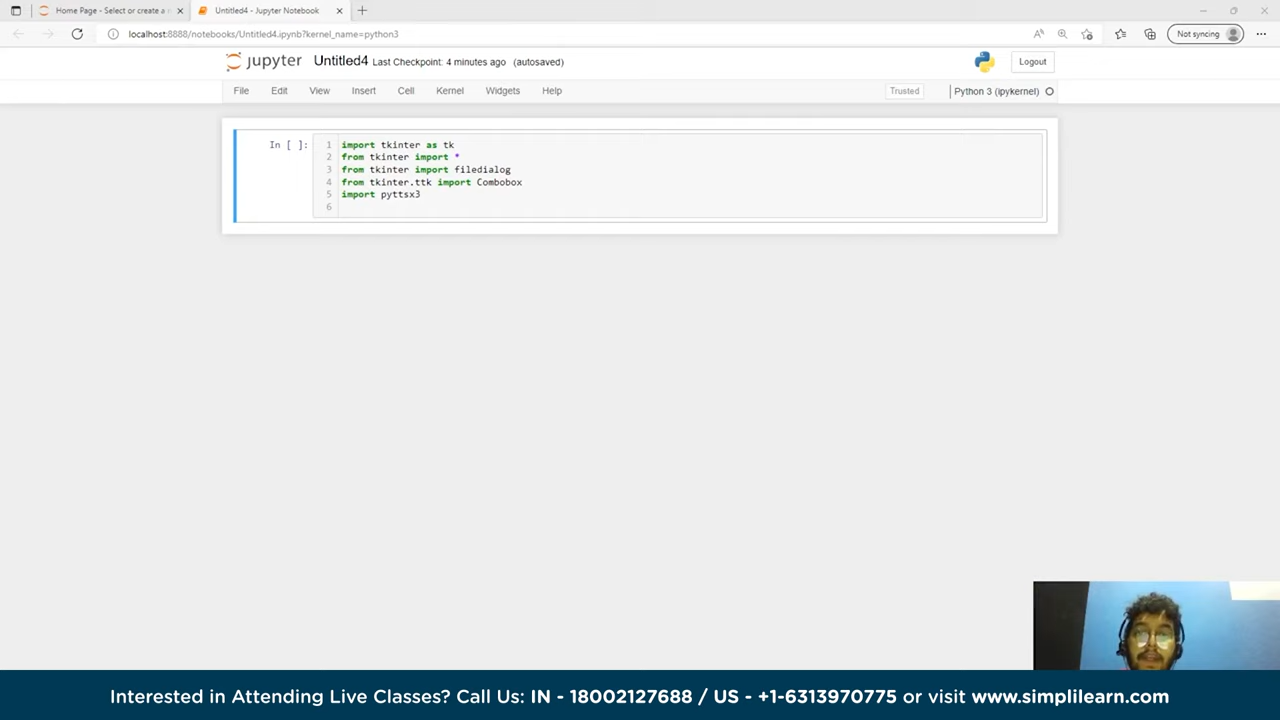 Home Page - Select or create a n
Untitled4 - Jupyter Notebook
localhost:8888/notebooks/Untitled4.ipynb?kernel_name=python3
Not syncing
jupyter Untitled4 Last Checkpoint: 4 minutes ago (autosaved)
Logout
File Edit View Insert Cell Kernel Widgets Help
Trusted
Python 3 (ipykernel)
In [ ]:
1 import tkinter as tk
2 from tkinter import *
3 from tkinter import filedialog
4 from tkinter.ttk import Combobox
5 import pyttsx3
6
Interested in Attending Live Classes? Call Us: IN - 18002127688 / US - +1-6313970775 or visit www.simplilearn.com